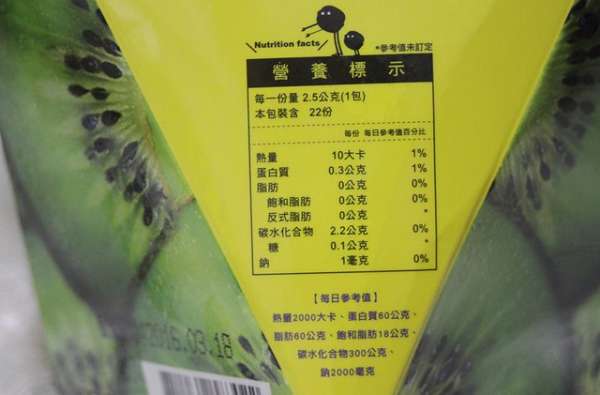 Nutrition facts
*參考值未訂定
營養標示
每一份量 2.5公克(1包)
本包裝含 22份
每份 每日參考值百分比
熱量 10大卡 1%
蛋白質 0.3公克 1%
脂肪 0公克 0%
飽和脂肪 0公克 0%
反式脂肪 0公克 *
碳水化合物 2.2公克 0%
糖 0.1公克 *
鈉 1毫克 0%
【每日參考值】
熱量2000大卡、蛋白質60公克、
脂肪60公克、飽和脂肪18公克、
碳水化合物300公克、
鈉2000毫克